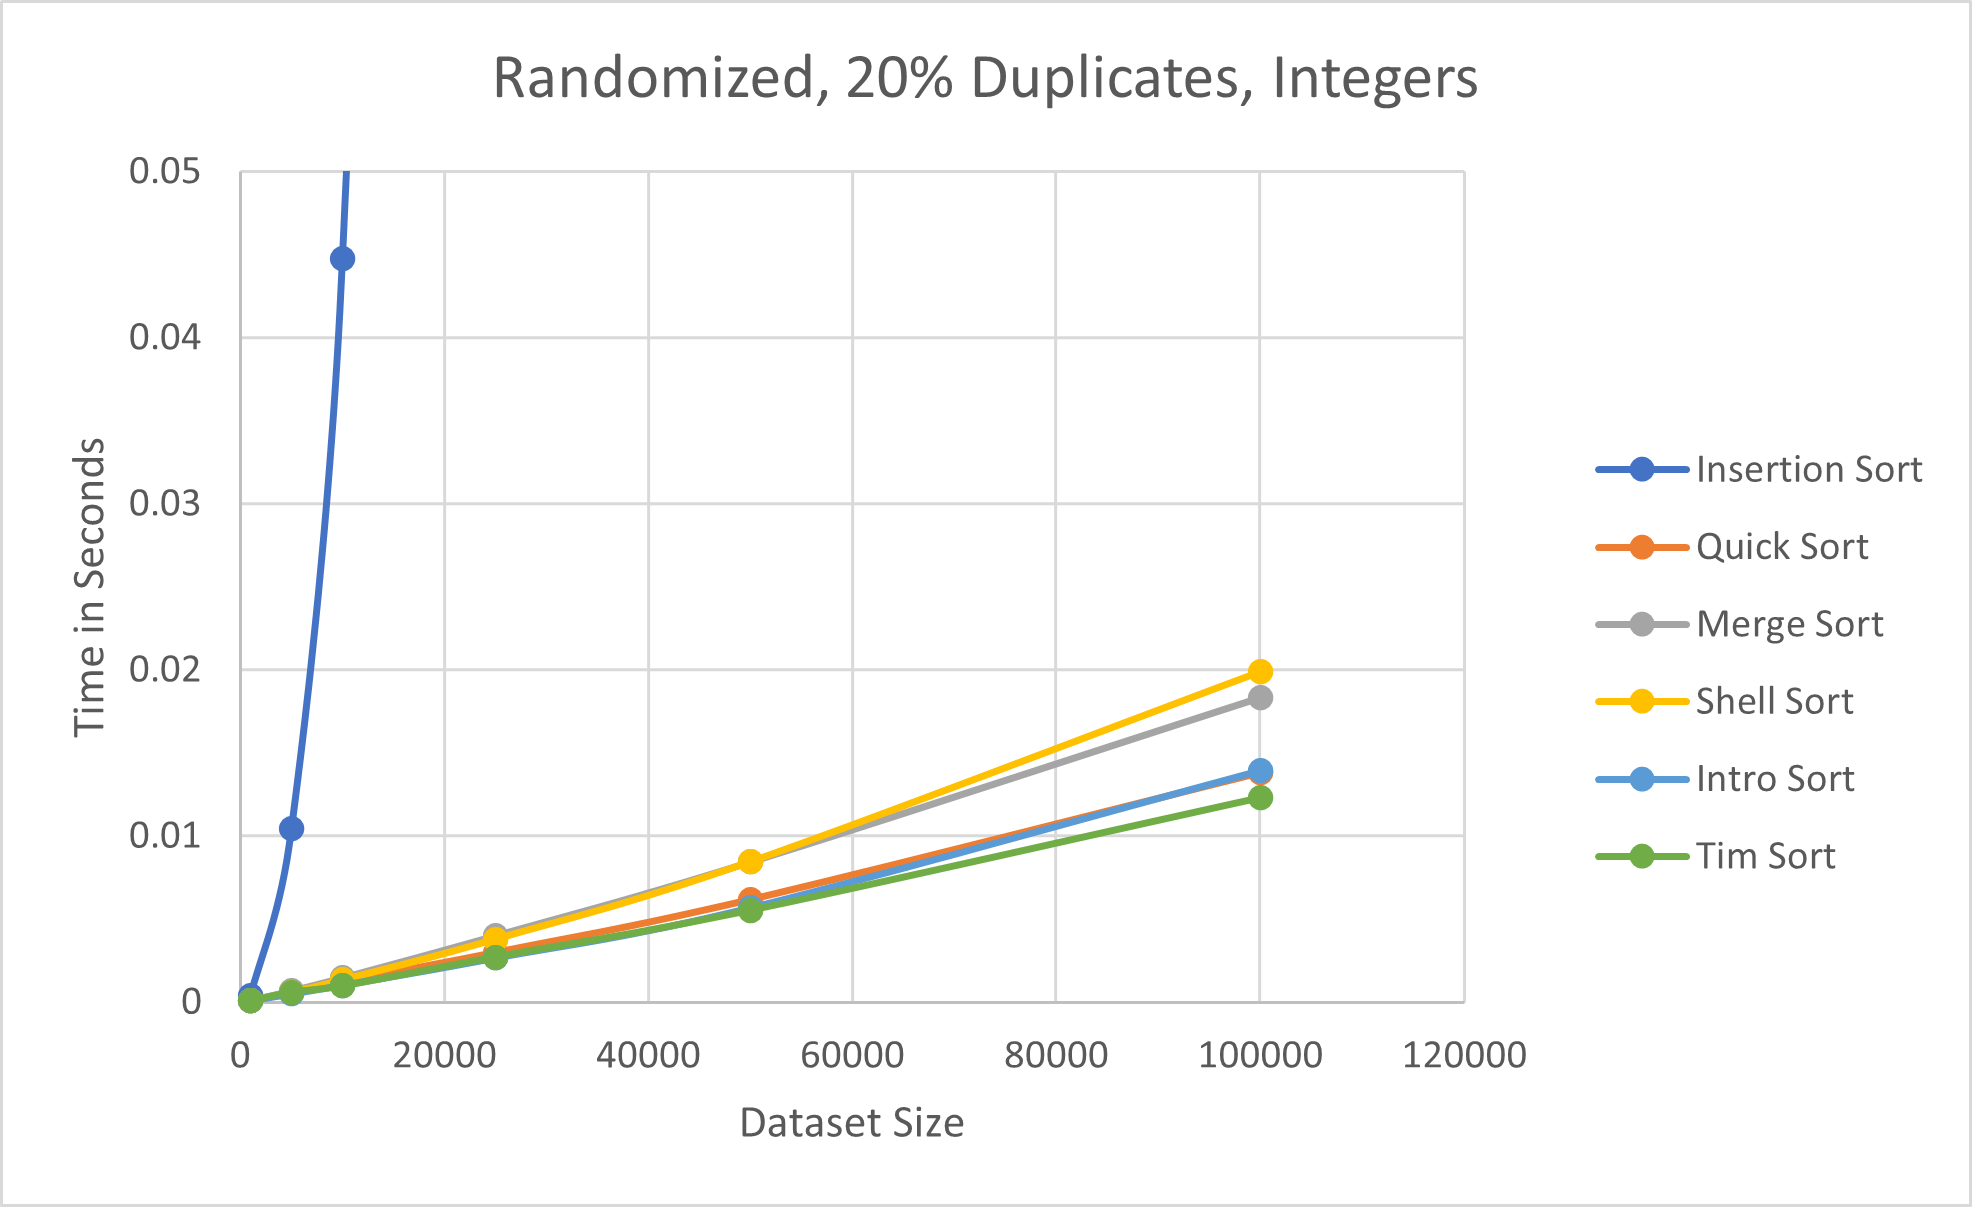 Randomized, 20% Duplicates, Integers
0.05
0.04
0.03
0.02
0.01
0
Time in Seconds
0 20000 40000 60000 80000 100000 120000
Dataset Size
Insertion Sort
Quick Sort
Merge Sort
Shell Sort
Intro Sort
Tim Sort